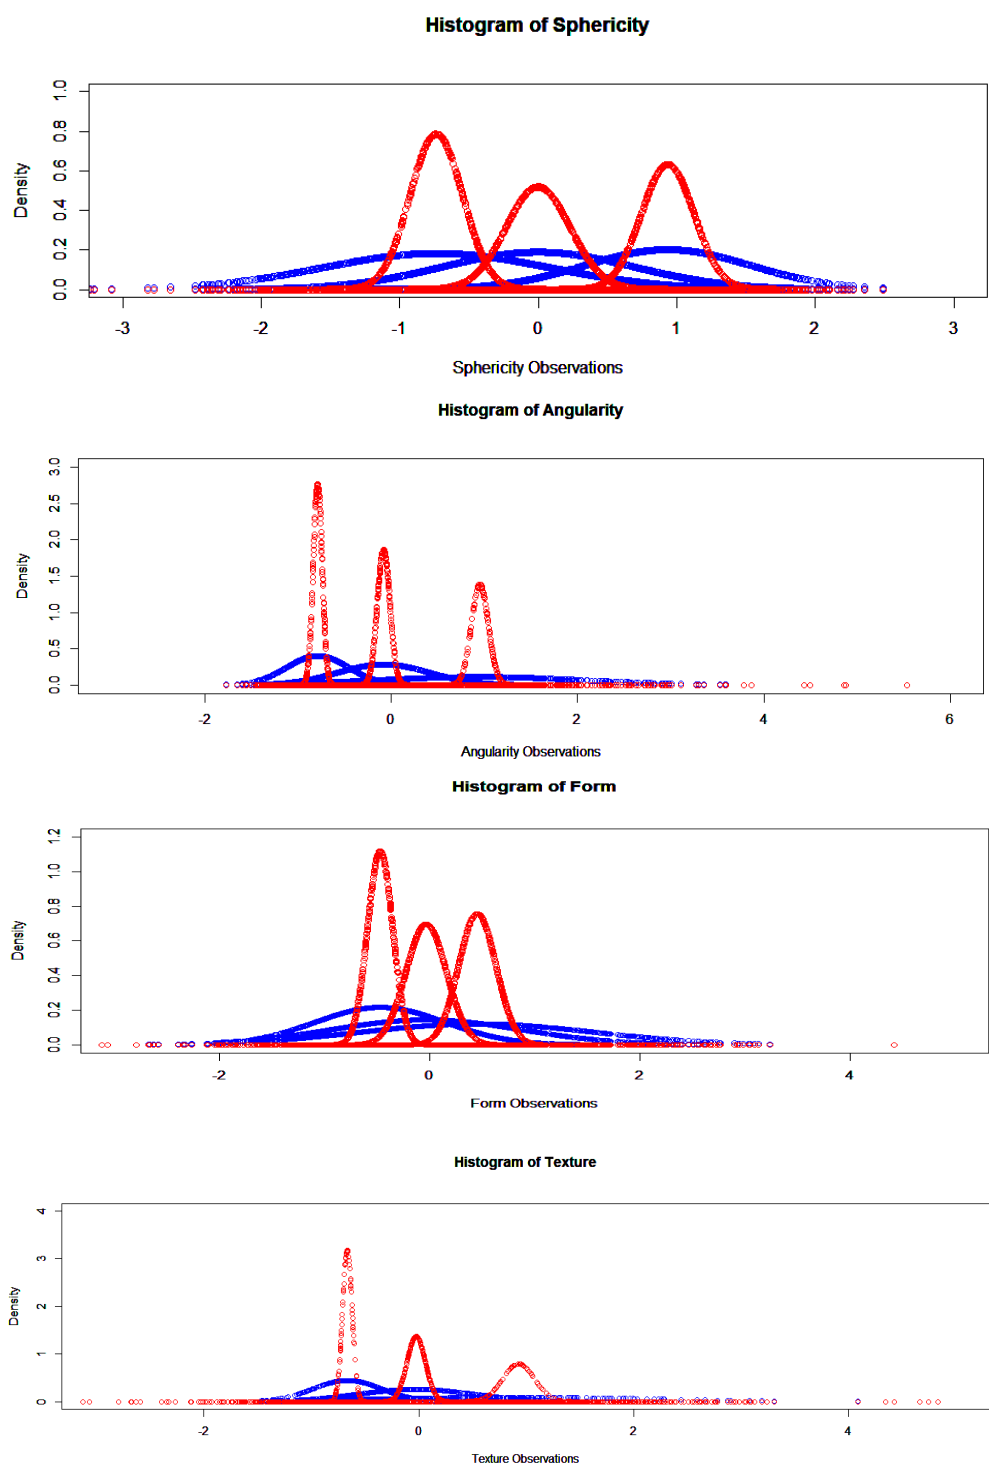 Histogram of Sphericity
Density
0.0 0.2 0.4 0.6 0.8 1.0
-3 -2 -1 0 1 2 3
Sphericity Observations
Histogram of Angularity
Density
0.0 0.5 1.0 1.5 2.0 2.5 3.0
-2 0 2 4 6
Angularity Observations
Histogram of Form
Density
0.0 0.2 0.4 0.6 0.8 1.0 1.2
-2 0 2 4
Form Observations
Histogram of Texture
Density
0 1 2 3 4
-2 0 2 4
Texture Observations